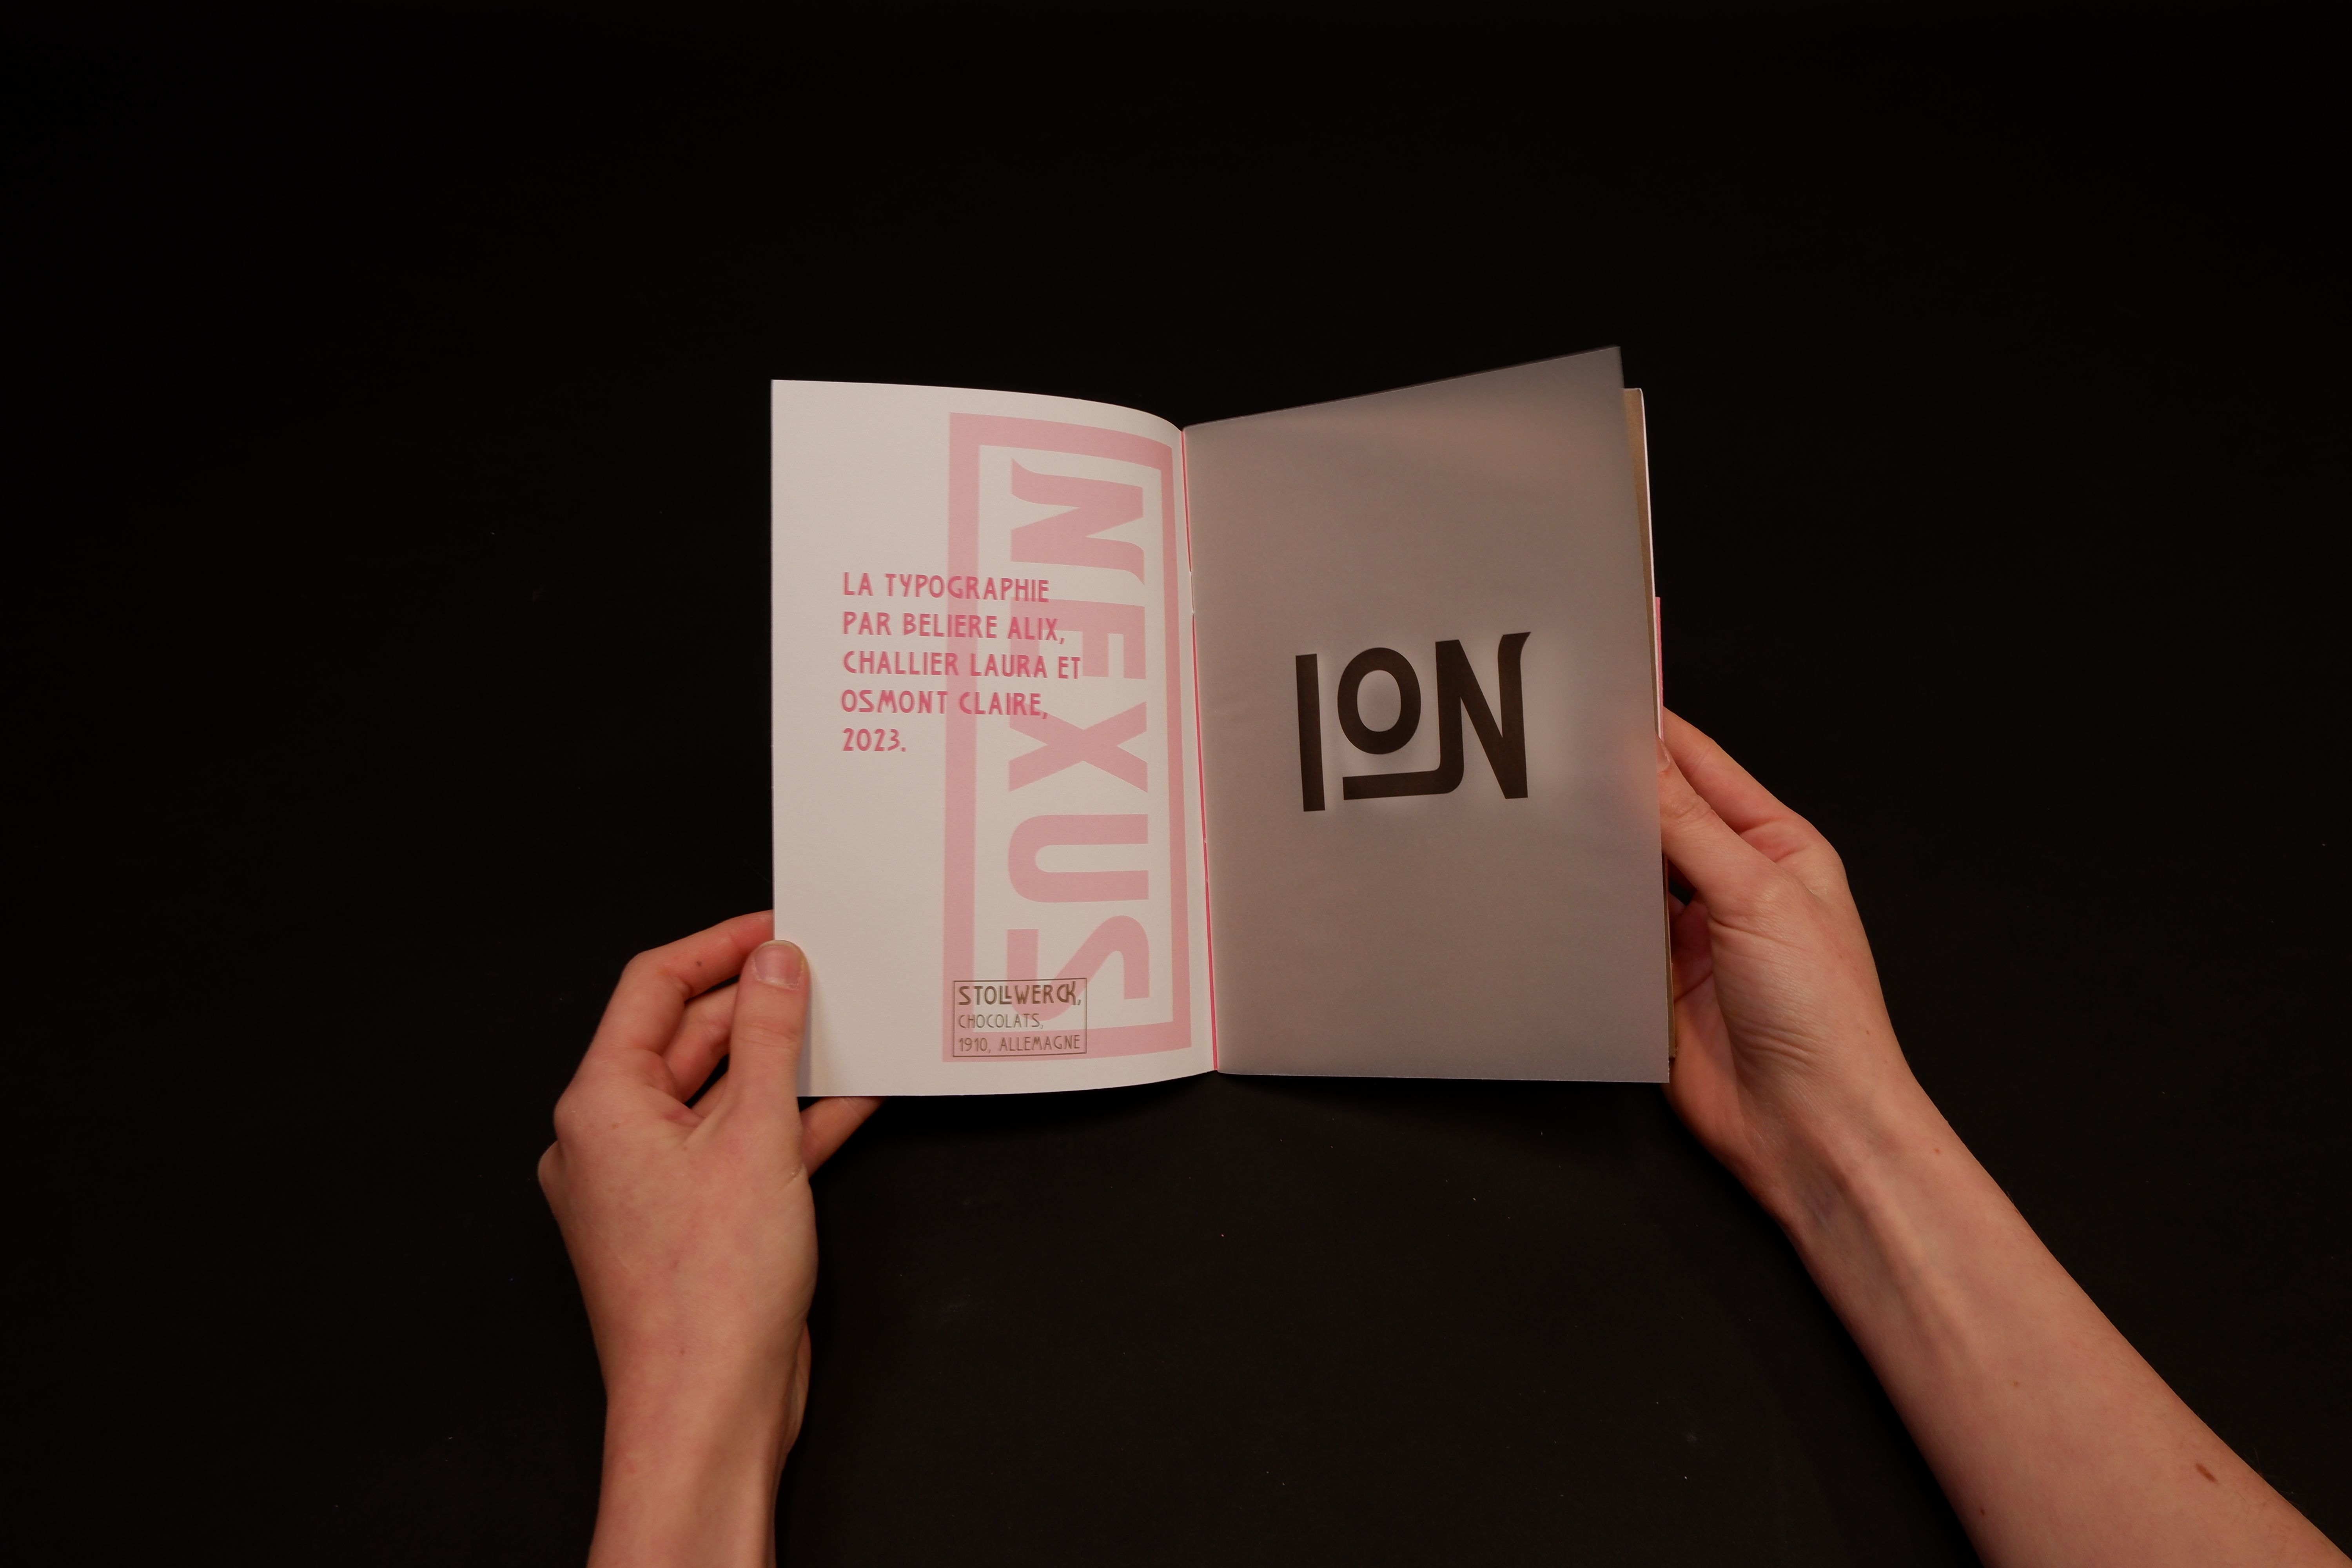 NEXUS
LA TYPOGRAPHIE
PAR BELIERE ALIX,
CHALLIER LAURA ET
OSMONT CLAIRE,
2023.
STOLLWERCK,
CHOCOLATS,
1910, ALLEMAGNE
ION